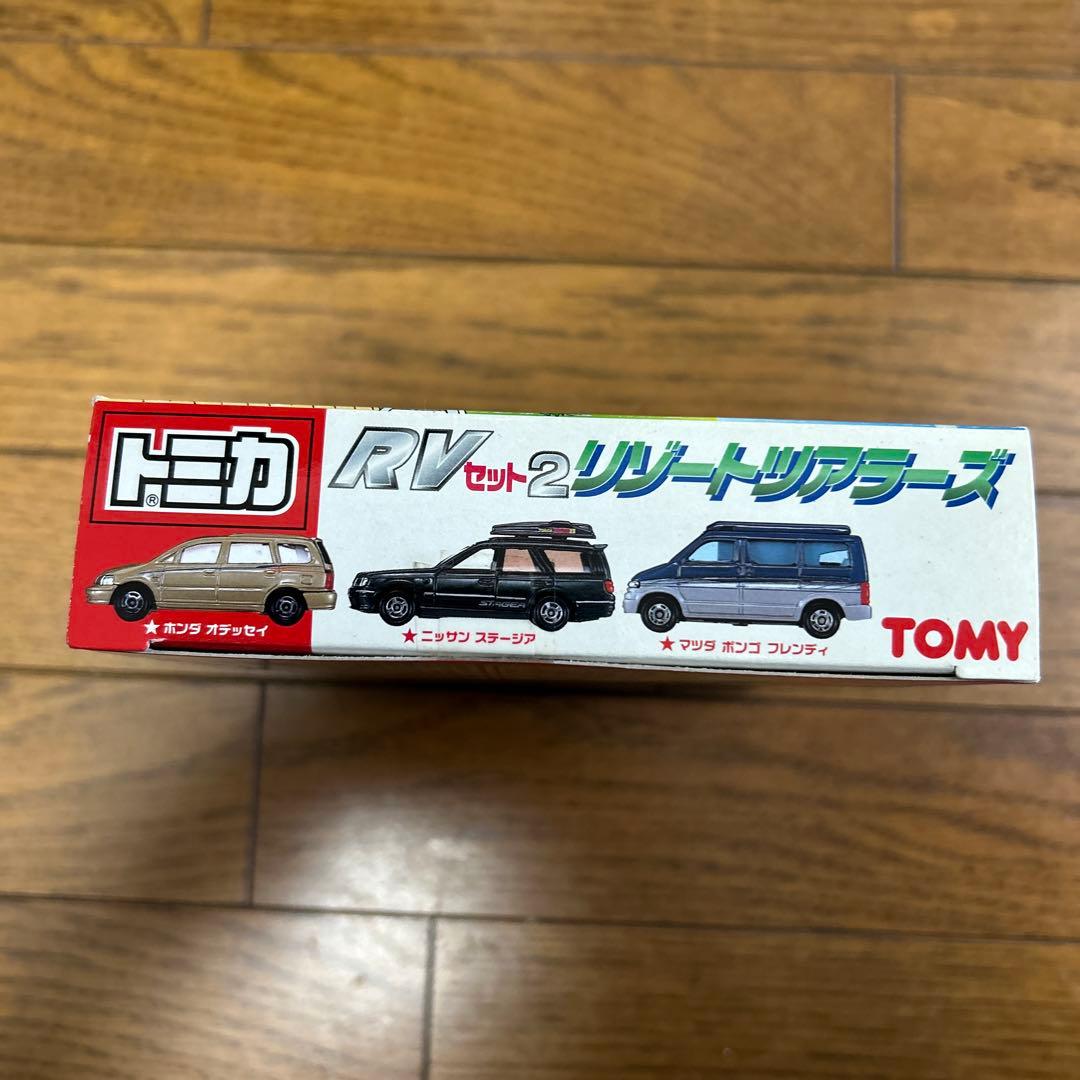 トミカ®
RVセット2リゾートツアラーズ
STAGEA
★ホンダ オデッセイ
★ニッサン ステージア
★マツダ ボンゴ フレンディ
TOMY